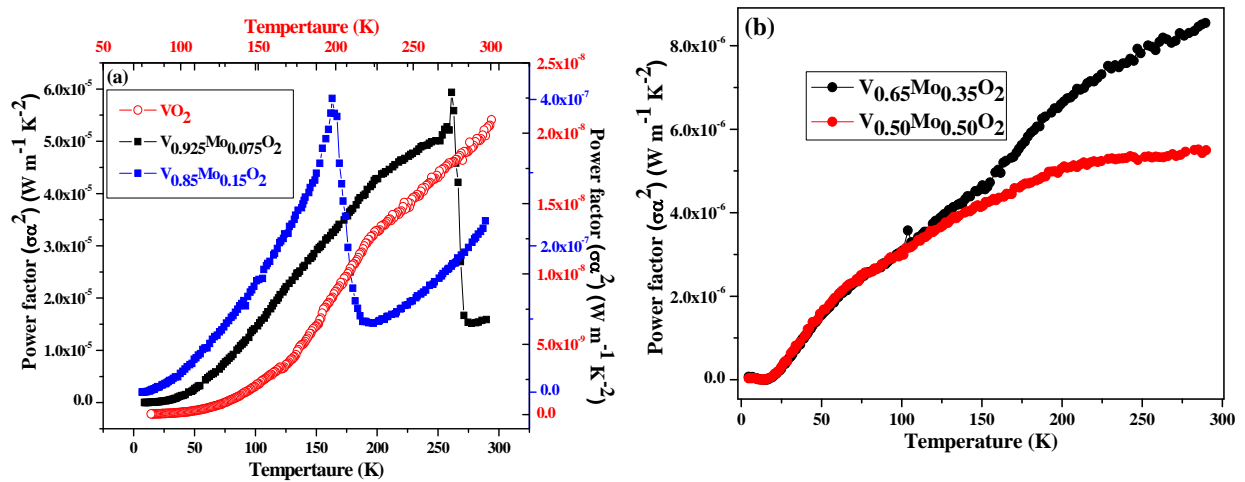 Tempertaure (K)
50 75 100 125 150 175 200 225 250 275 300
(a)
VO2
V0.925Mo0.075O2
V0.85Mo0.15O2
Power factor (σα²) (W m⁻¹ K⁻²)
6.0x10⁻⁵
5.0x10⁻⁵
4.0x10⁻⁵
3.0x10⁻⁵
2.0x10⁻⁵
1.0x10⁻⁵
0.0
2.5x10⁻⁸
2.0x10⁻⁸
1.5x10⁻⁸
1.0x10⁻⁸
5.0x10⁻⁹
0.0
4.0x10⁻⁷
2.0x10⁻⁷
0.0
Power factor (σα²) (W m⁻¹ K⁻²)
0 50 100 150 200 250 300
Tempertaure (K)
(b)
V0.65Mo0.35O2
V0.50Mo0.50O2
Power factor (σα²) (W m⁻¹ K⁻²)
8.0x10⁻⁶
6.0x10⁻⁶
4.0x10⁻⁶
2.0x10⁻⁶
0.0
0 50 100 150 200 250 300
Temperature (K)